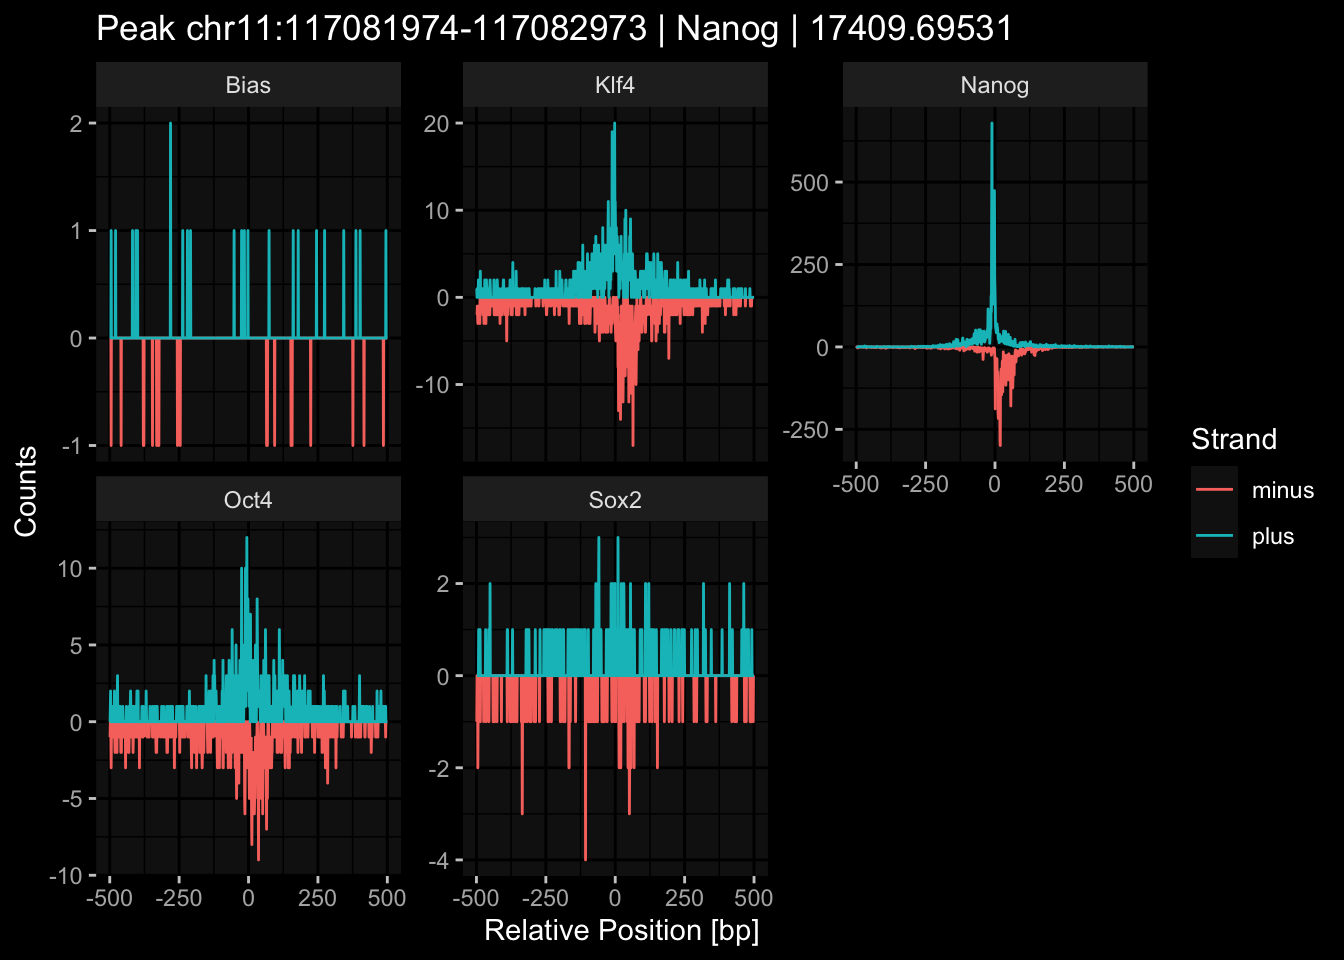 Peak chr11:117081974-117082973 | Nanog | 17409.69531
Bias
Klf4
Nanog
2
1
0
-1
20
10
0
-10
500
250
0
-250
-500 -250 0 250 500
Oct4
Sox2
10
5
0
-5
-10
2
0
-2
-4
-500 -250 0 250 500
-500 -250 0 250 500
Counts
Relative Position [bp]
Strand
minus
plus